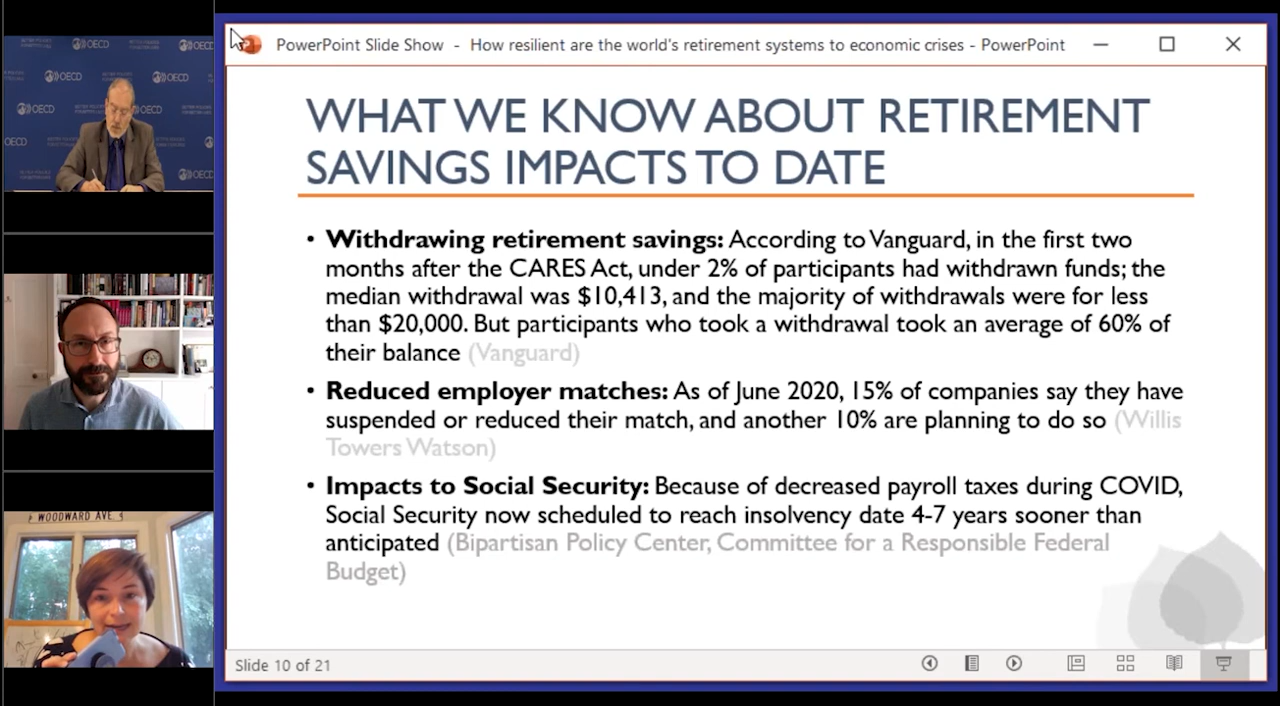 PowerPoint Slide Show - How resilient are the world's retirement systems to economic crises - PowerPoint
WHAT WE KNOW ABOUT RETIREMENT
SAVINGS IMPACTS TO DATE
• Withdrawing retirement savings: According to Vanguard, in the first two
months after the CARES Act, under 2% of participants had withdrawn funds; the
median withdrawal was $10,413, and the majority of withdrawals were for less
than $20,000. But participants who took a withdrawal took an average of 60% of
their balance (Vanguard)
• Reduced employer matches: As of June 2020, 15% of companies say they have
suspended or reduced their match, and another 10% are planning to do so (Willis
Towers Watson)
• Impacts to Social Security: Because of decreased payroll taxes during COVID,
Social Security now scheduled to reach insolvency date 4-7 years sooner than
anticipated (Bipartisan Policy Center, Committee for a Responsible Federal
Budget)
Slide 10 of 21
OECD
OECD
OECD
OECD
OECD
OECD
OECD
OECD
WOODWARD AVE